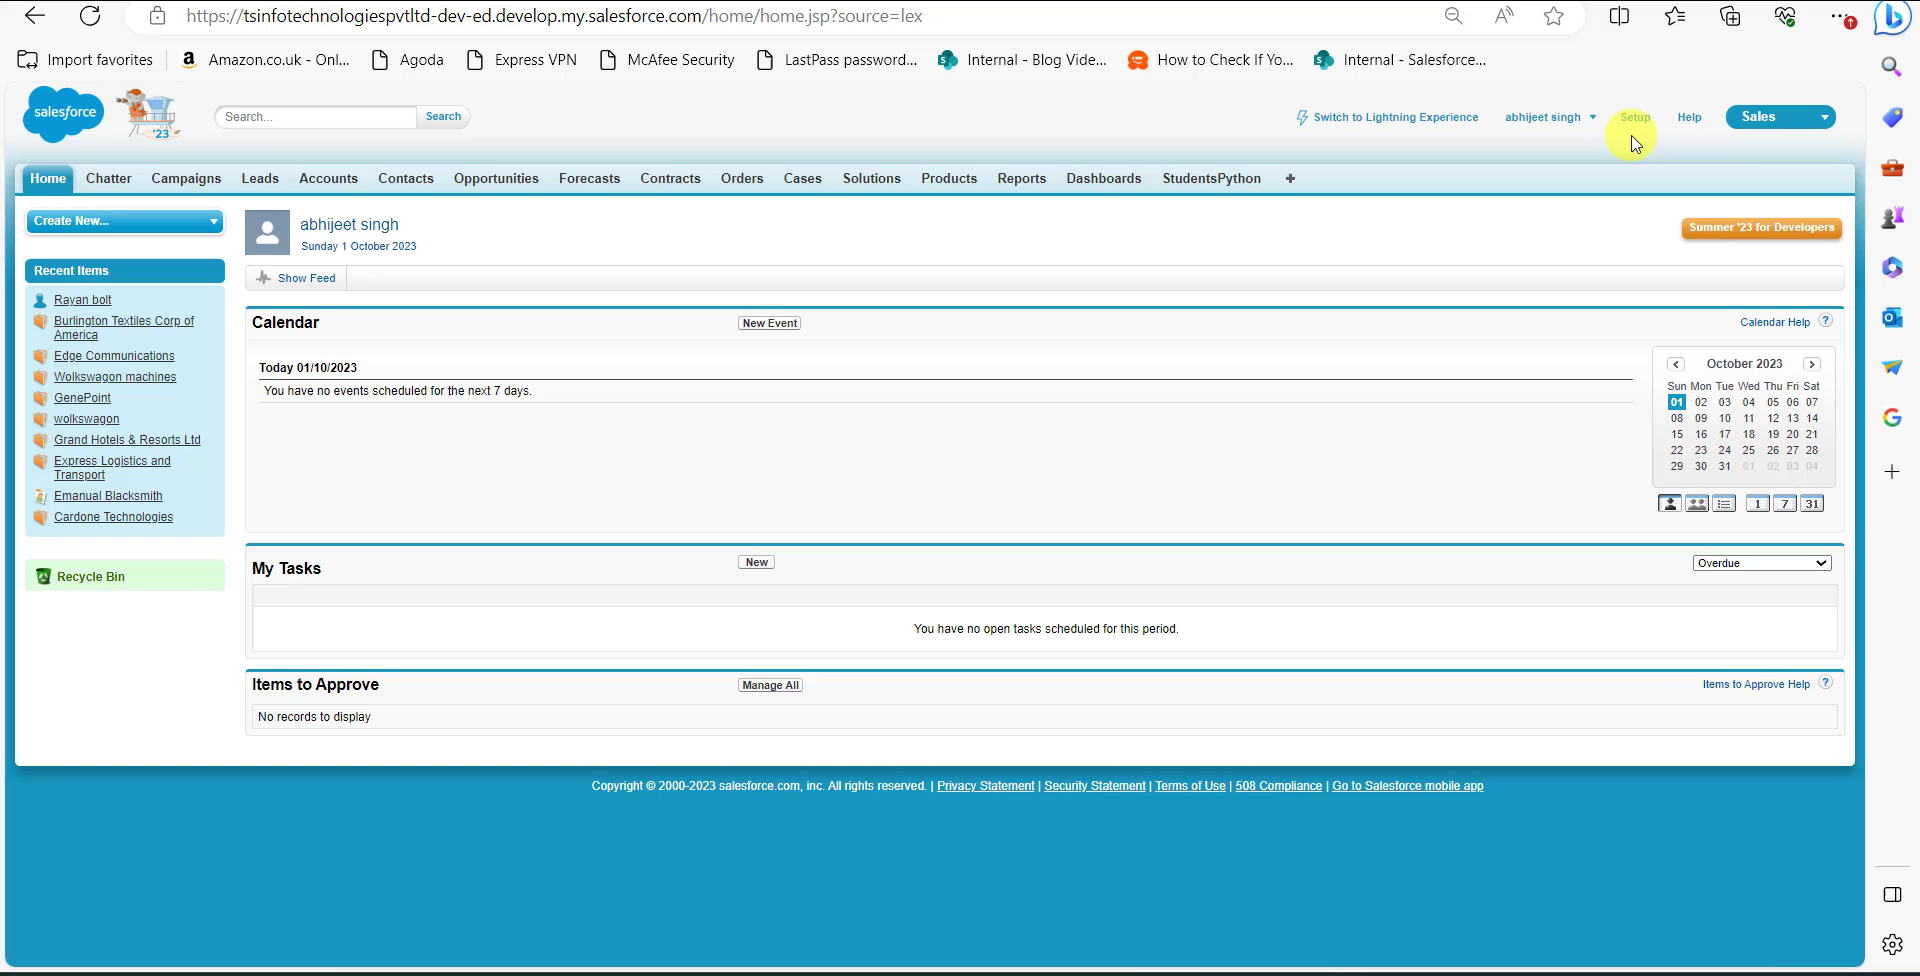 https://tsinfotechnologiespvtltd-dev-ed.develop.my.salesforce.com/home/home.jsp?source=lex
Import favorites
Amazon.co.uk - Onl...
Agoda
Express VPN
McAfee Security
LastPass password...
Internal - Blog Vide...
How to Check If Yo...
Internal - Salesforce...
salesforce
'23
Search...
Search
Switch to Lightning Experience
abhijeet singh
Setup
Help
Sales
Home
Chatter
Campaigns
Leads
Accounts
Contacts
Opportunities
Forecasts
Contracts
Orders
Cases
Solutions
Products
Reports
Dashboards
StudentsPython
+
Create New...
abhijeet singh
Sunday 1 October 2023
Summer '23 for Developers
Show Feed
Recent Items
Rayan bolt
Burlington Textiles Corp of
America
Edge Communications
Wolkswagon machines
GenePoint
wolkswagon
Grand Hotels & Resorts Ltd
Express Logistics and
Transport
Emanual Blacksmith
Cardone Technologies
Recycle Bin
Calendar
New Event
Calendar Help ?
Today 01/10/2023
You have no events scheduled for the next 7 days.
October 2023
Sun Mon Tue Wed Thu Fri Sat
01 02 03 04 05 06 07
08 09 10 11 12 13 14
15 16 17 18 19 20 21
22 23 24 25 26 27 28
29 30 31 01 02 03 04
1 7 31
My Tasks
New
Overdue
You have no open tasks scheduled for this period.
Items to Approve
Manage All
Items to Approve Help ?
No records to display
Copyright © 2000-2023 salesforce.com, inc. All rights reserved. | Privacy Statement | Security Statement | Terms of Use | 508 Compliance | Go to Salesforce mobile app